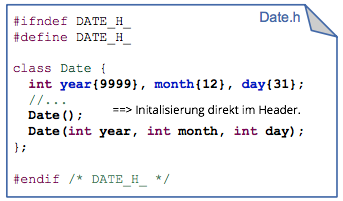 Date.h
#ifndef DATE_H_
#define DATE_H_
class Date {
int year{9999}, month{12}, day{31};
//...
Date(); ==> Initalisierung direkt im Header.
Date(int year, int month, int day);
};
#endif /* DATE_H_ */